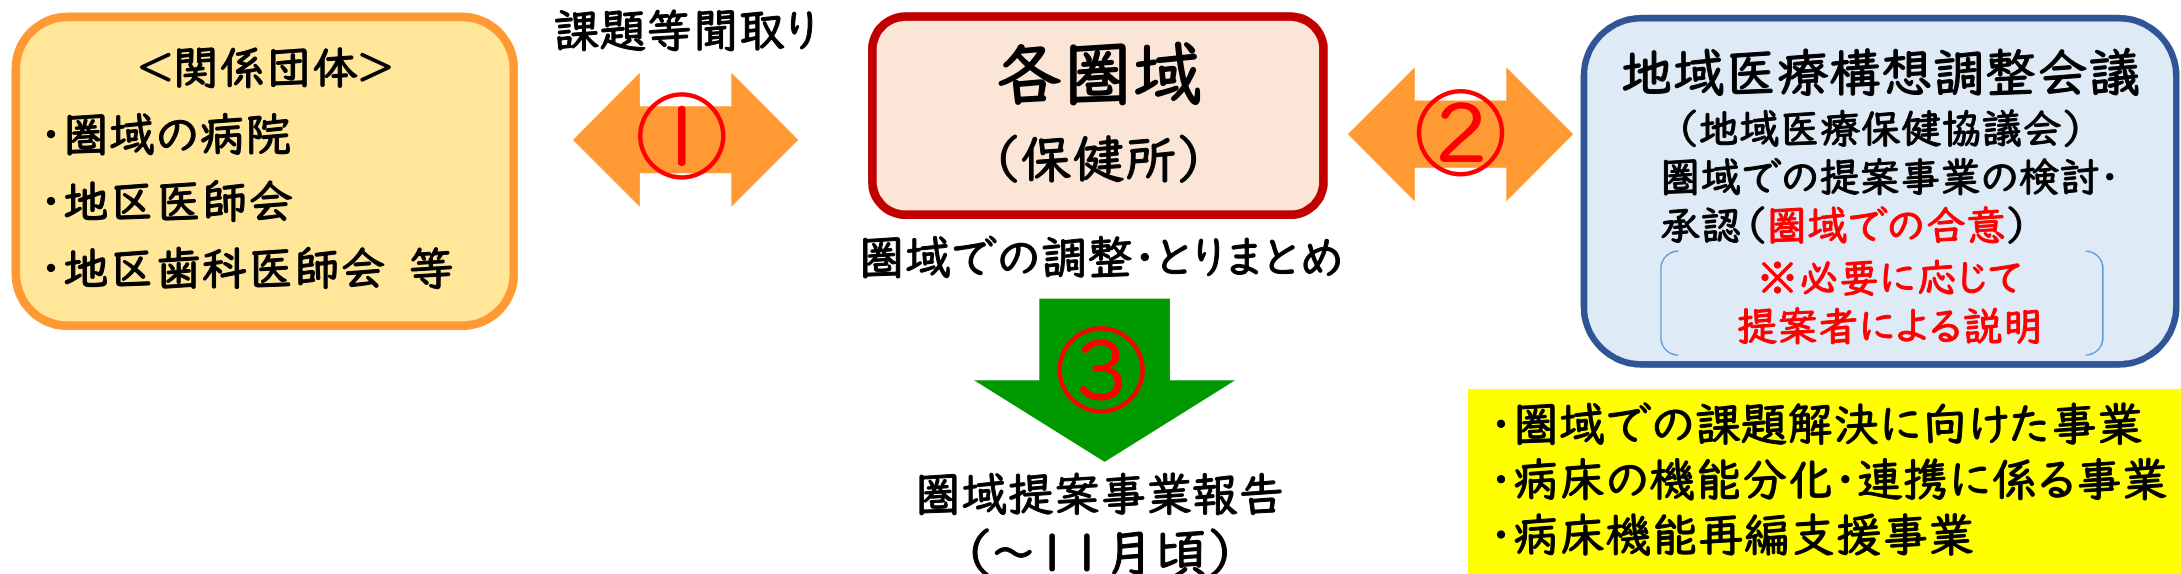 <関係団体>
・圏域の病院
・地区医師会
・地区歯科医師会 等
課題等聞取り
①
各圏域
(保健所)
圏域での調整・とりまとめ
②
地域医療構想調整会議
(地域医療保健協議会)
圏域での提案事業の検討・
承認(圏域での合意)
※必要に応じて
提案者による説明
③
圏域提案事業報告
(~11月頃)
・圏域での課題解決に向けた事業
・病床の機能分化・連携に係る事業
・病床機能再編支援事業